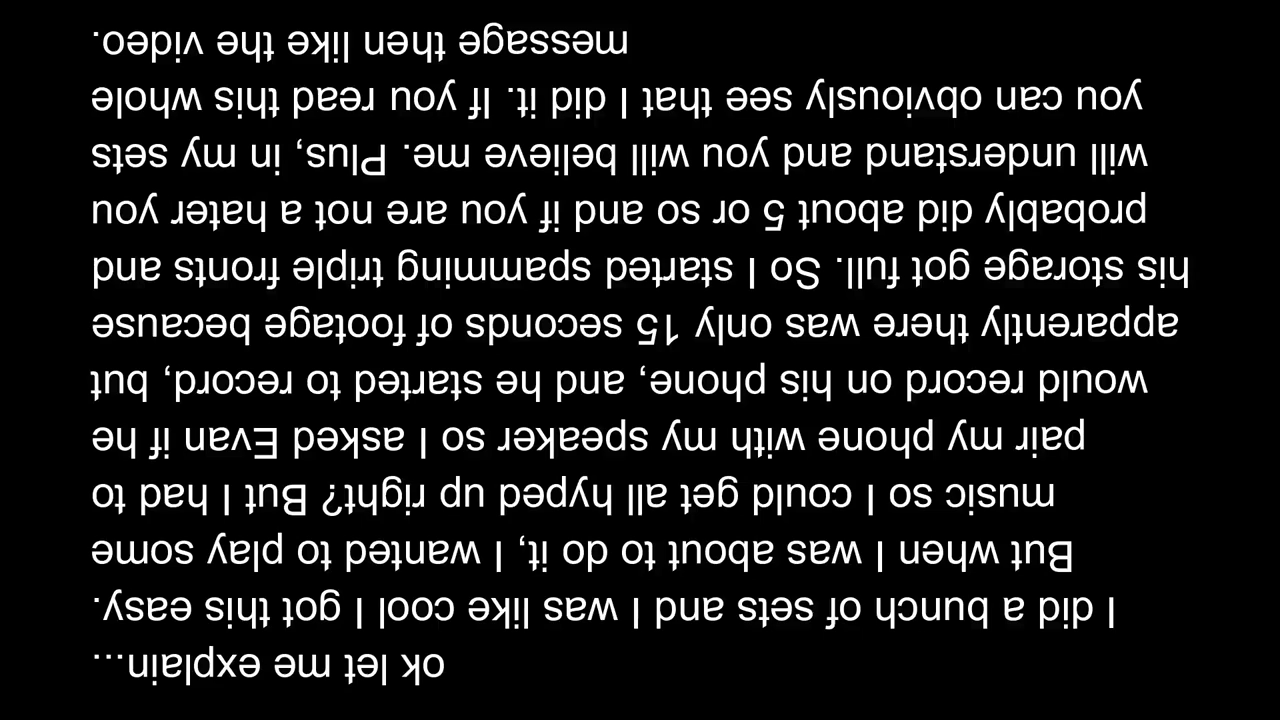 ok let me explain...
I did a bunch of sets and I was like cool I got this easy.
But when I was about to do it, I wanted to play some
music so I could get all hyped up right? But I had to
pair my phone with my speaker so I asked Evan if he
would record on his phone, and he started to record, but
apparently there was only 15 seconds of footage because
his storage got full. So I started spamming triple fronts and
probably did about 5 or so and if you are not a hater you
will understand and you will believe me. Plus, in my sets
you can obviously see that I did it. If you read this whole
message then like the video.